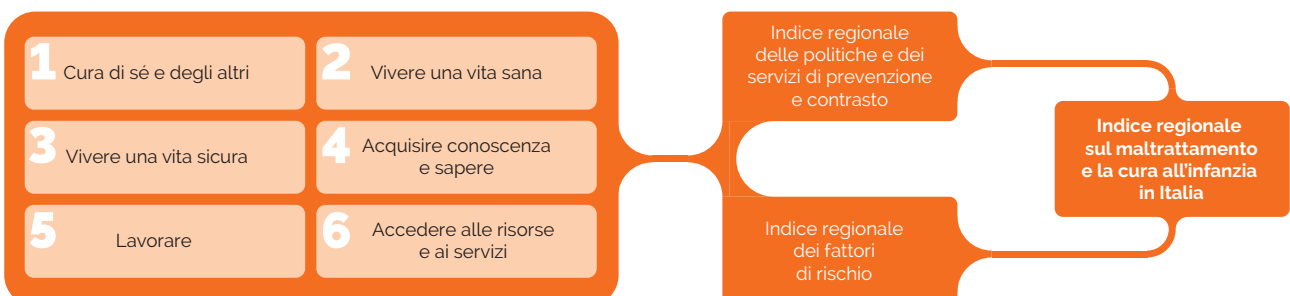 1 Cura di sé e degli altri
2 Vivere una vita sana
3 Vivere una vita sicura
4 Acquisire conoscenza
e sapere
5 Lavorare
6 Accedere alle risorse
e ai servizi
Indice regionale
delle politiche e dei
servizi di prevenzione
e contrasto
Indice regionale
dei fattori
di rischio
Indice regionale
sul maltrattamento
e la cura all'infanzia
in Italia